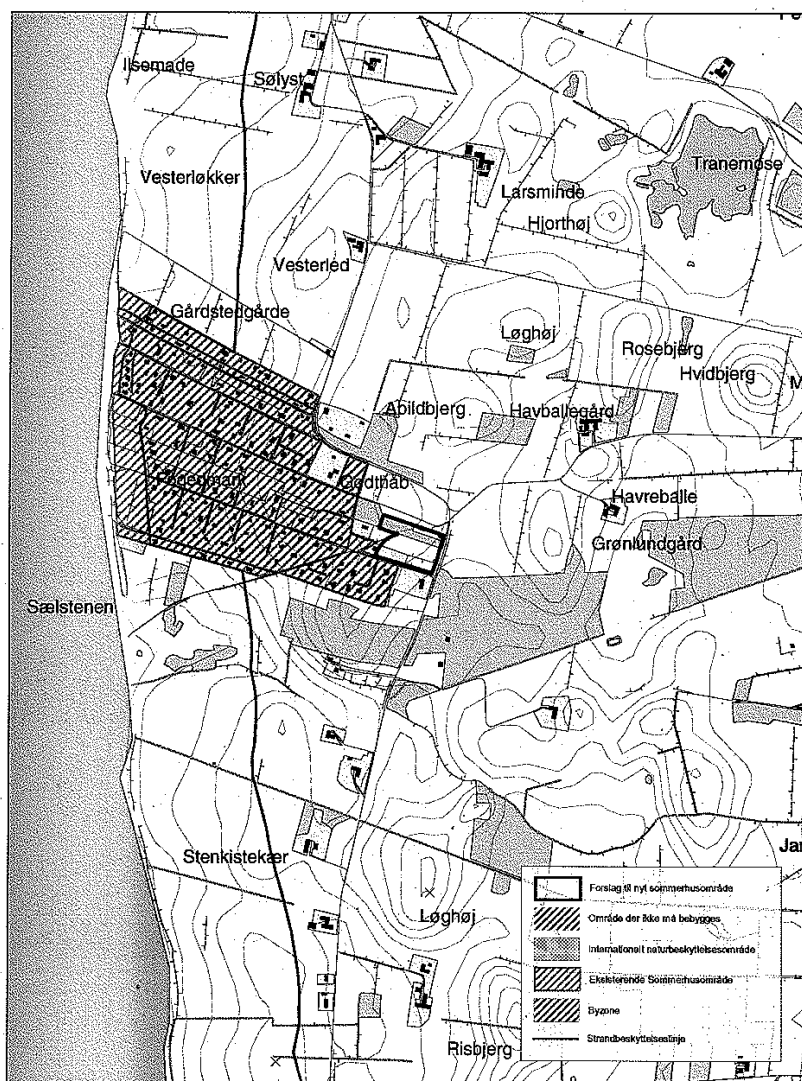 Ilsemade
Sølyst
Tranemose
Vesterløkker
Larsminde
Hjorthøj
Vesterled
Gårdstedgårde
Løghøj
Rosebjerg
Hvidbjerg
M
Abildbjerg
Havballegård
Godthåb
Havreballe
Grønlundgård
Sælstenen
Stenkistekær
Jar
Løghøj
Risbjerg
Forslag til nyt sommerhusområde
Område der ikke må bebygges
Internationalt naturbeskyttelsesområde
Eksisterende Sommerhusområde
Byzone
Strandbeskyttelseslinje